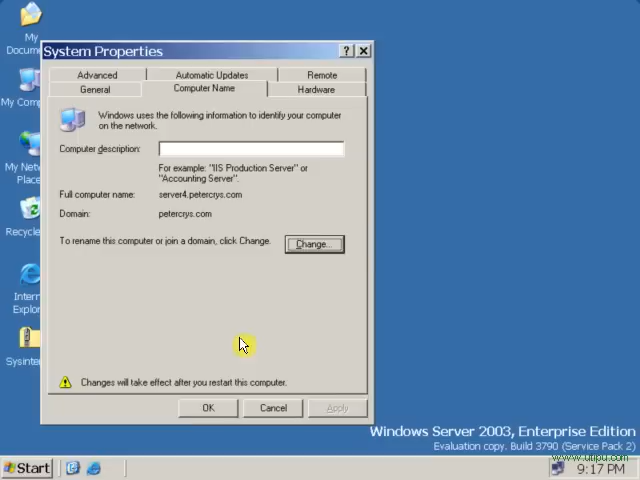 My
Docum
My Comp
My Netw
Place
Recycle
Intern
Explor
Sysinte
System Properties
Advanced
Automatic Updates
Remote
General
Computer Name
Hardware
Windows uses the following information to identify your computer
on the network.
Computer description:
For example: "IIS Production Server" or
"Accounting Server".
Full computer name:
server4.petercrys.com
Domain:
petercrys.com
To rename this computer or join a domain, click Change.
Change...
Changes will take effect after you restart this computer.
OK
Cancel
Apply
Windows Server 2003, Enterprise Edition
Evaluation copy. Build 3790 (Service Pack 2)
Start
9:17 PM